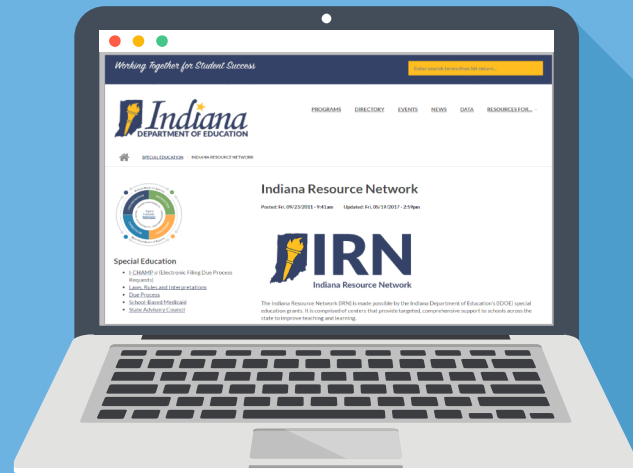 Working Together for Student Success
Enter search terms then hit return...
Indiana
DEPARTMENT OF EDUCATION
PROGRAMS DIRECTORY EVENTS NEWS DATA RESOURCES FOR...
SPECIAL EDUCATION INDIANA RESOURCE NETWORK
Indiana Resource Network
Posted: Fri, 09/23/2011 - 9:41am Updated: Fri, 05/19/2017 - 2:59pm
IRN
Indiana Resource Network
Special Education
I-CHAMP
(Electronic Filing Due Process
Requests)
Laws, Rules and Interpretations
Due Process
School-Based Medicaid
State Advisory Council
The Indiana Resource Network (IRN) is made possible by the Indiana Department of Education's (IDOE) special
education grants. It is comprised of centers that provide targeted, comprehensive support to schools across the
state to improve teaching and learning.